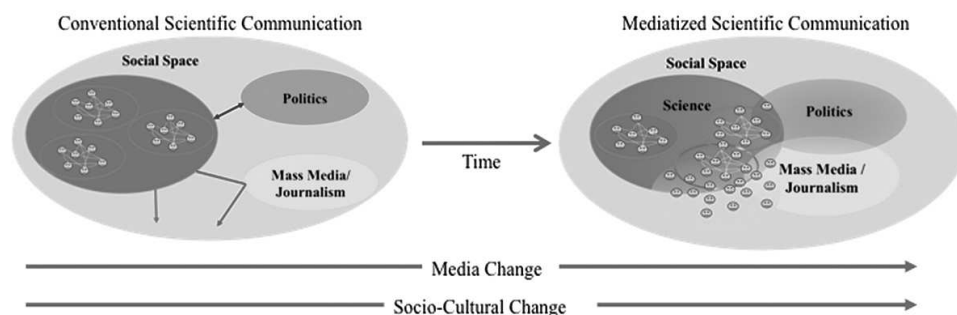 Conventional Scientific Communication
Social Space
Politics
Mass Media/
Journalism
Time
Mediatized Scientific Communication
Social Space
Science
Politics
Mass Media /
Journalism
Media Change
Socio-Cultural Change